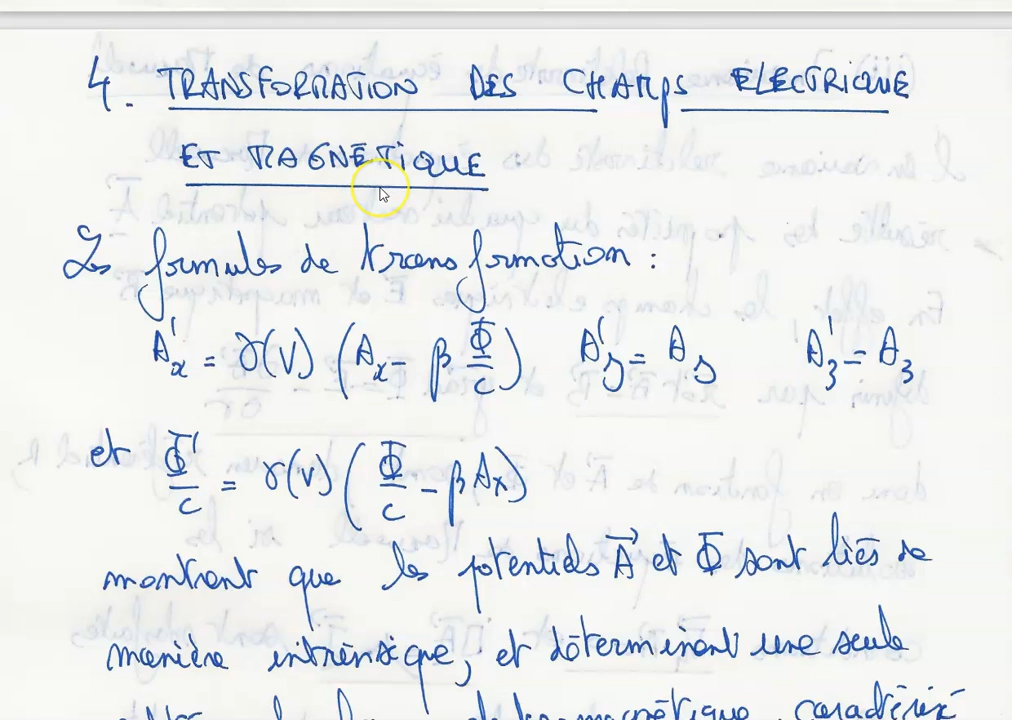 4. TRANSFORMATION DES CHAMPS ELECTRIQUE
ET MAGNETIQUE
Les formules de transformation :
A'x = γ(V) (Ax - β Φ/c) A'y = Ay A'z = Az
et Φ'/c = γ(V) (Φ/c - β Ax)
montrent que les potentiels A⃗ et Φ sont liés de
manière intrinsèque, et déterminent une seule